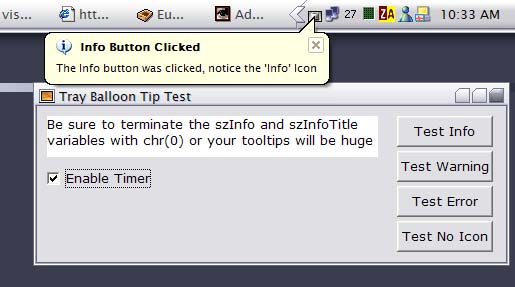 vis... htt... Eu... Ad... 27 ZA 10:33 AM
Info Button Clicked
The Info button was clicked, notice the 'Info' Icon
Tray Balloon Tip Test
Be sure to terminate the szInfo and szInfoTitle
variables with chr(0) or your tooltips will be huge
Enable Timer
Test Info
Test Warning
Test Error
Test No Icon